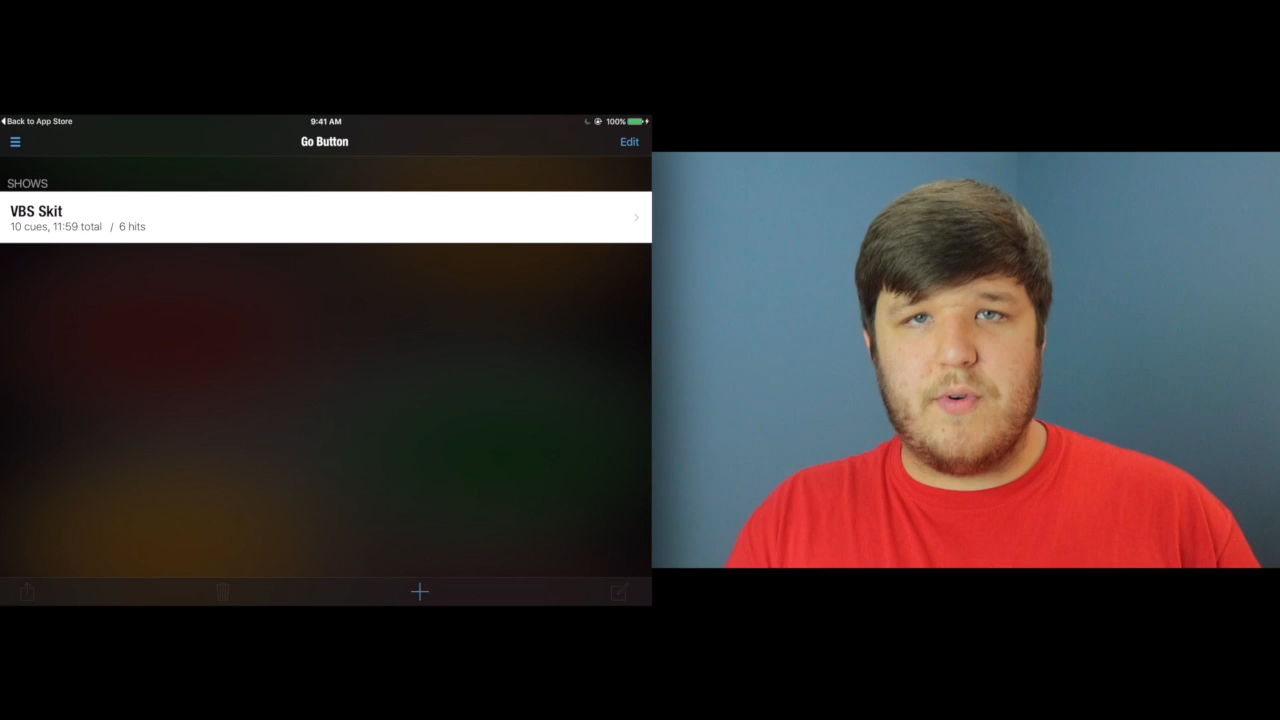 Back to App Store
9:41 AM
100%
Go Button
Edit
SHOWS
VBS Skit
10 cues, 11:59 total / 6 hits